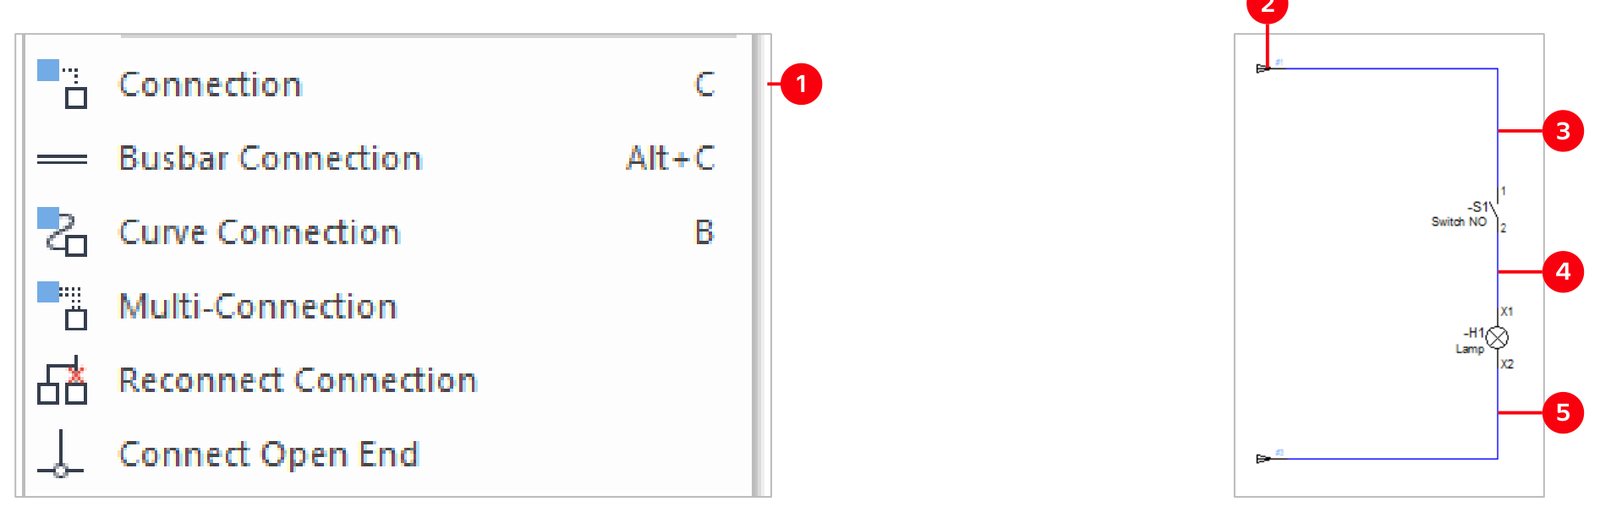 Connection C
Busbar Connection Alt+C
Curve Connection B
Multi-Connection
Reconnect Connection
Connect Open End
1
2
3
1
-S1
Switch NO
2
4
X1
-H1
Lamp
X2
5